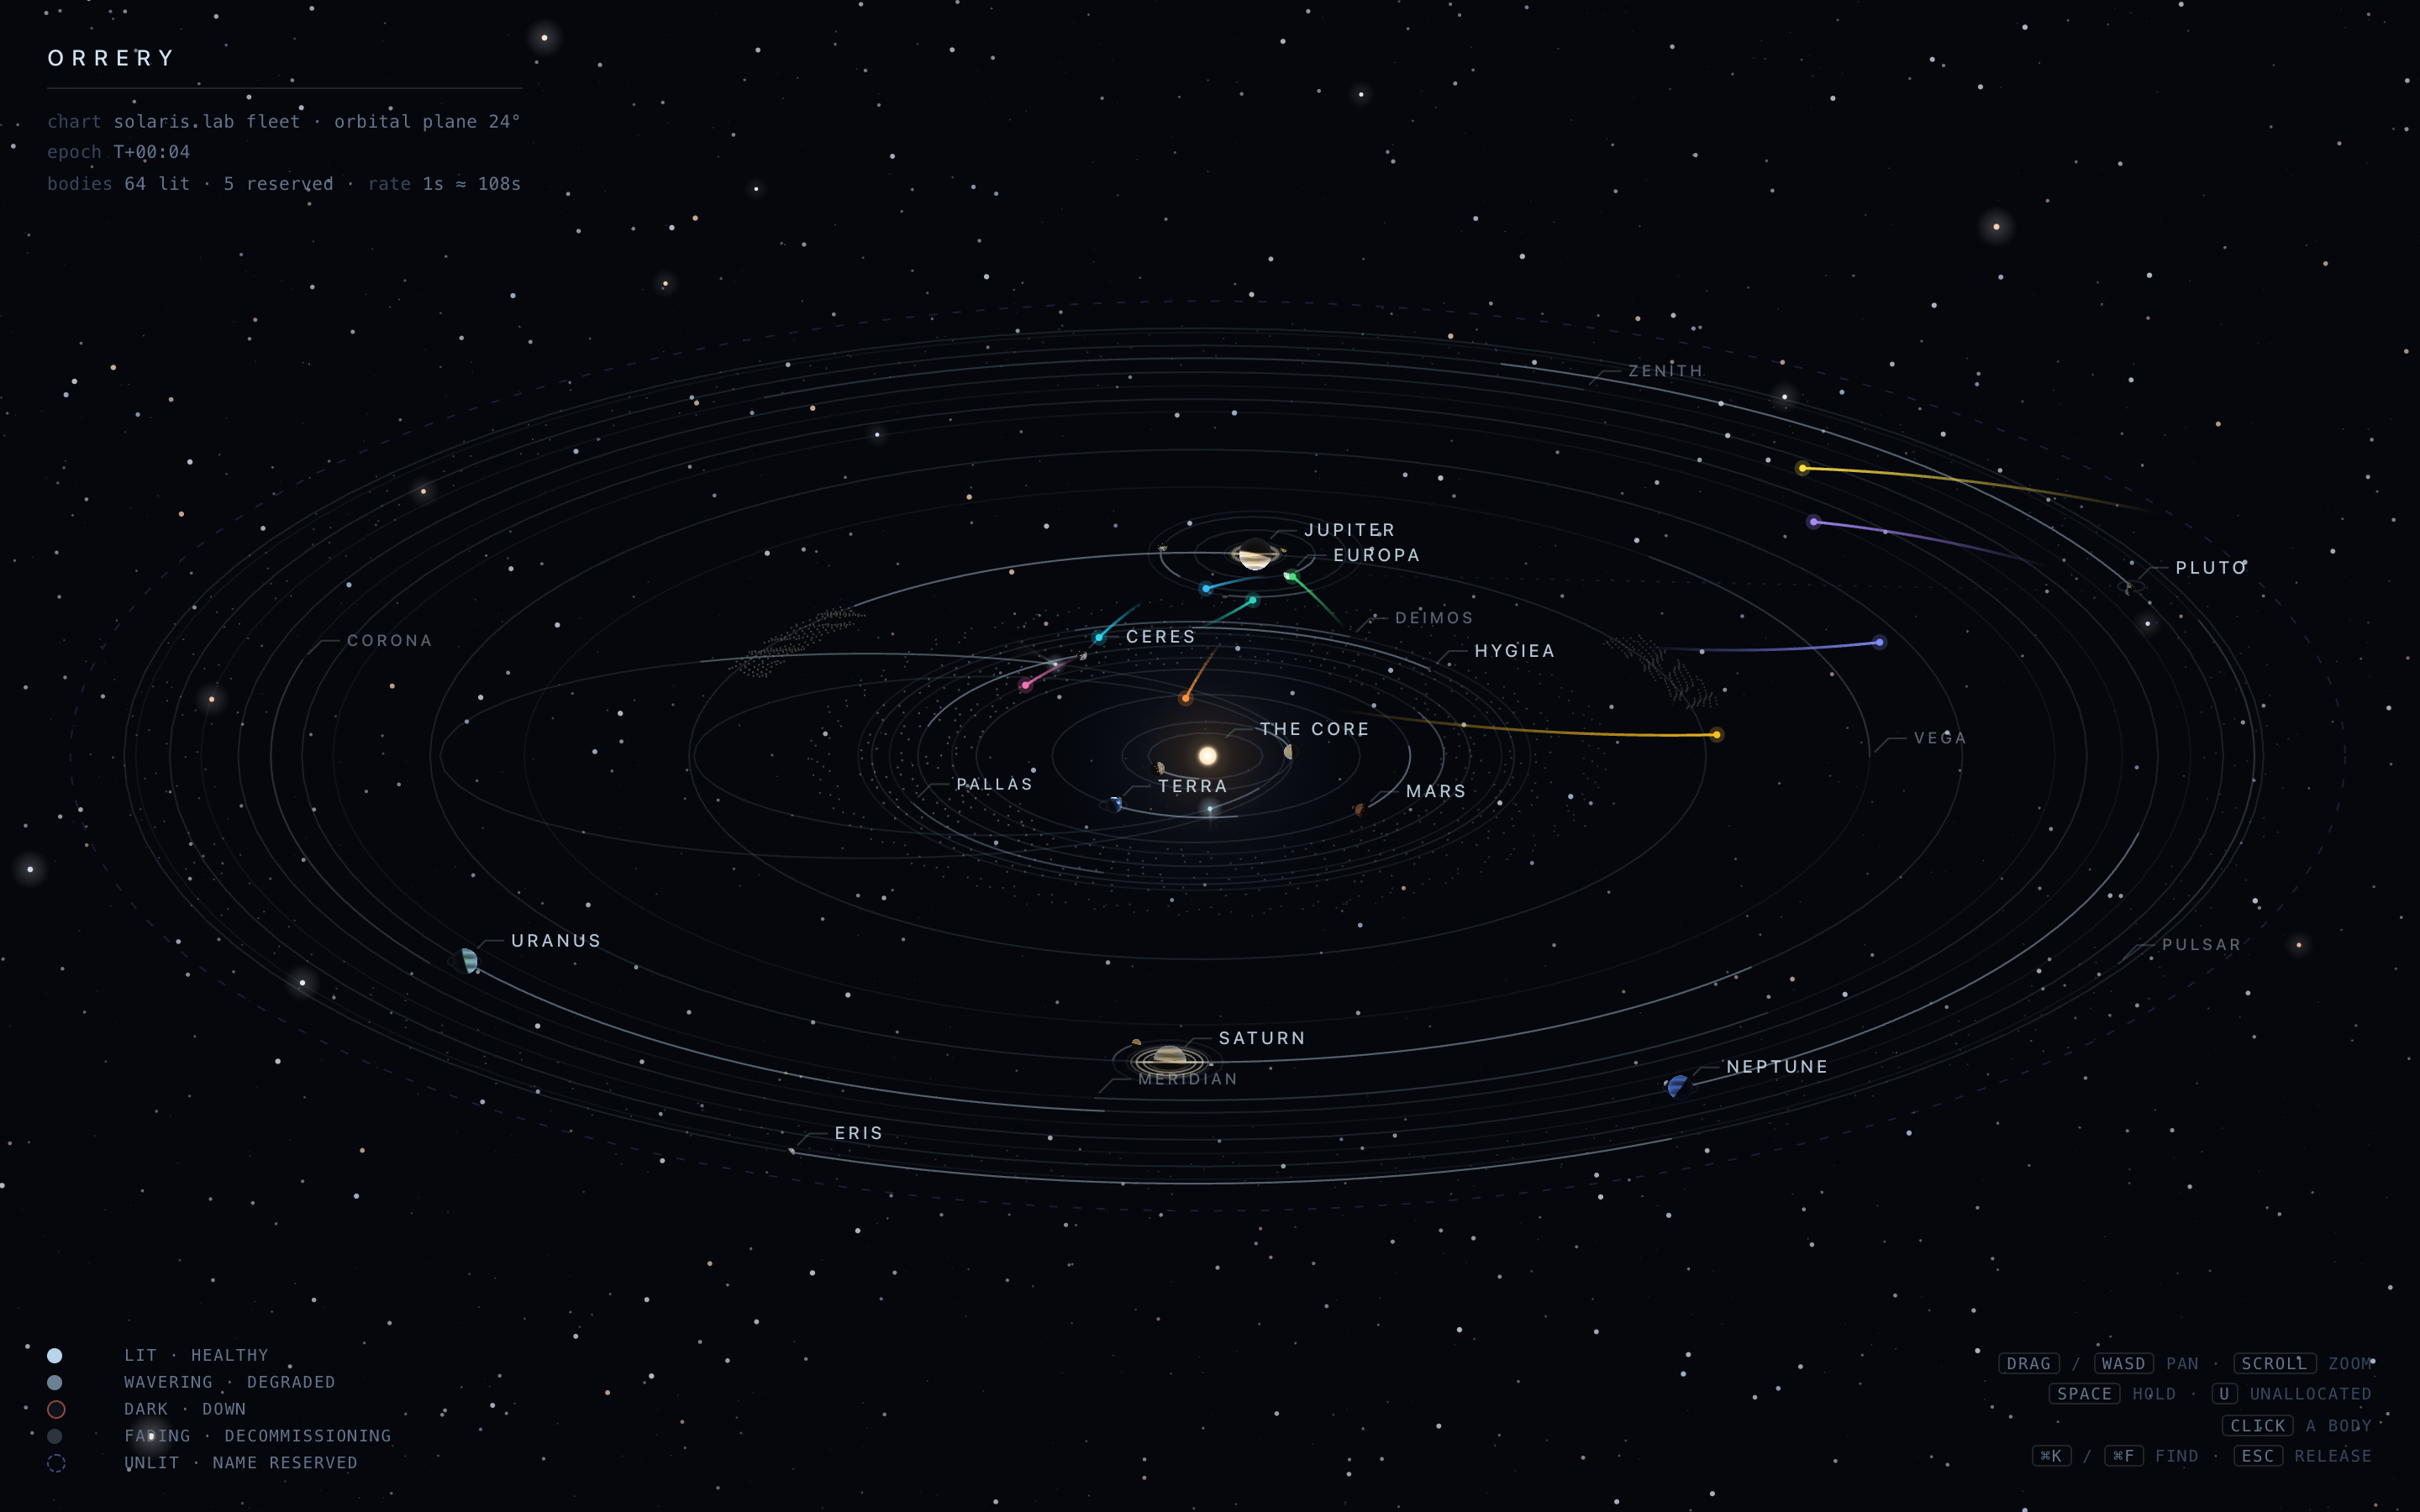 ORRERY
chart solaris.lab fleet · orbital plane 24°
epoch T+00:04
bodies 64 lit · 5 reserved · rate 1s ≈ 108s
ZENITH
JUPITER
EUROPA
PLUTO
DEIMOS
CERES
CORONA
HYGIEA
THE CORE
VEGA
PALLAS
TERRA
MARS
URANUS
PULSAR
SATURN
NEPTUNE
MERIDIAN
ERIS
LIT · HEALTHY
WAVERING · DEGRADED
DARK · DOWN
FADING · DECOMMISSIONING
UNLIT · NAME RESERVED
DRAG / WASD PAN · SCROLL ZOOM
SPACE HOLD · U UNALLOCATED
CLICK A BODY
⌘K / ⌘F FIND · ESC RELEASE